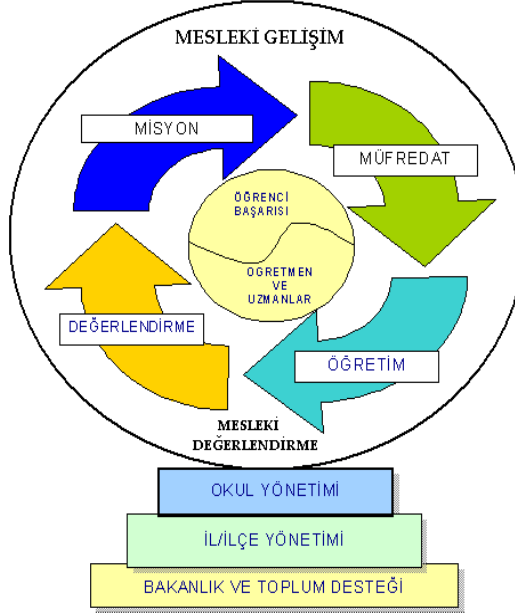 MESLEKİ GELİŞİM
MİSYON
MÜFREDAT
ÖĞRENCİ
BAŞARISI
OGRETMEN
VE
UZMANLAR
DEĞERLENDİRME
ÖĞRETİM
MESLEKİ
DEĞERLENDİRME
OKUL YÖNETİMİ
İL/İLÇE YÖNETİMİ
BAKANLIK VE TOPLUM DESTEĞİ